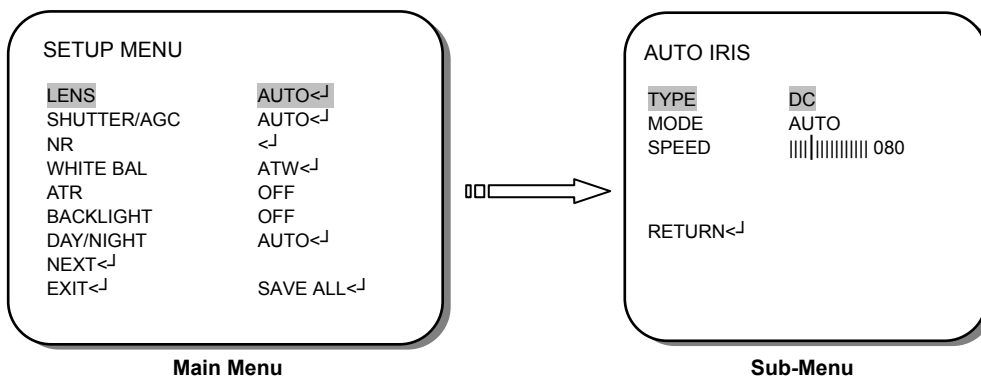 SETUP MENU
LENS AUTO<┘
SHUTTER/AGC AUTO<┘
NR <┘
WHITE BAL ATW<┘
ATR OFF
BACKLIGHT OFF
DAY/NIGHT AUTO<┘
NEXT<┘
EXIT<┘ SAVE ALL<┘
Main Menu
AUTO IRIS
TYPE DC
MODE AUTO
SPEED ||||||||||||||| 080
RETURN<┘
Sub-Menu